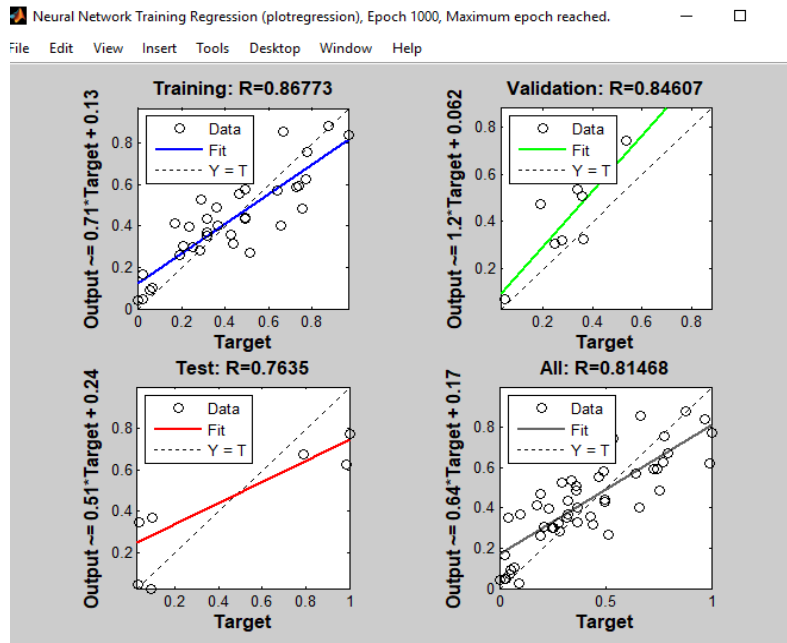 Neural Network Training Regression (plotregression), Epoch 1000, Maximum epoch reached.
File Edit View Insert Tools Desktop Window Help
Training: R=0.86773
Output ~= 0.71*Target + 0.13
Data
Fit
Y = T
0.8
0.6
0.4
0.2
0
0 0.2 0.4 0.6 0.8
Target
Validation: R=0.84607
Output ~= 1.2*Target + 0.062
Data
Fit
Y = T
0.8
0.6
0.4
0.2
0.2 0.4 0.6 0.8
Target
Test: R=0.7635
Output ~= 0.51*Target + 0.24
Data
Fit
Y = T
0.8
0.6
0.4
0.2
0.2 0.4 0.6 0.8 1
Target
All: R=0.81468
Output ~= 0.64*Target + 0.17
Data
Fit
Y = T
0.8
0.6
0.4
0.2
0
0 0.5 1
Target